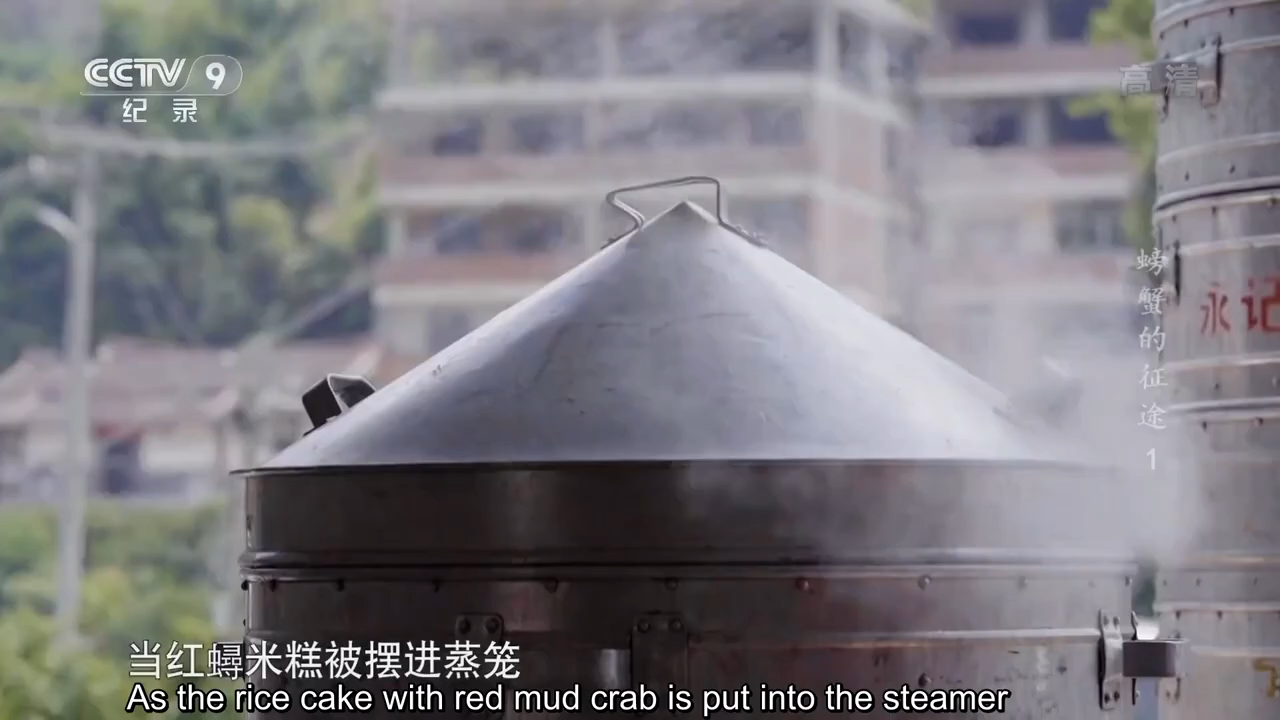 CCTV 9
纪录
高清
螃蟹的征途 1
永记
当红蟳米糕被摆进蒸笼
As the rice cake with red mud crab is put into the steamer